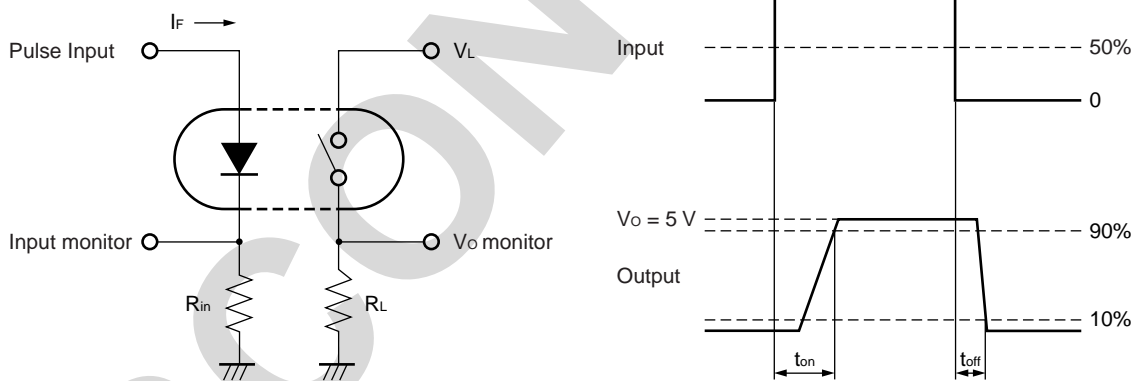 IF
Pulse Input
VL
Input monitor
VO monitor
Rin
RL
Input
50%
0
VO = 5 V
90%
Output
10%
ton
toff